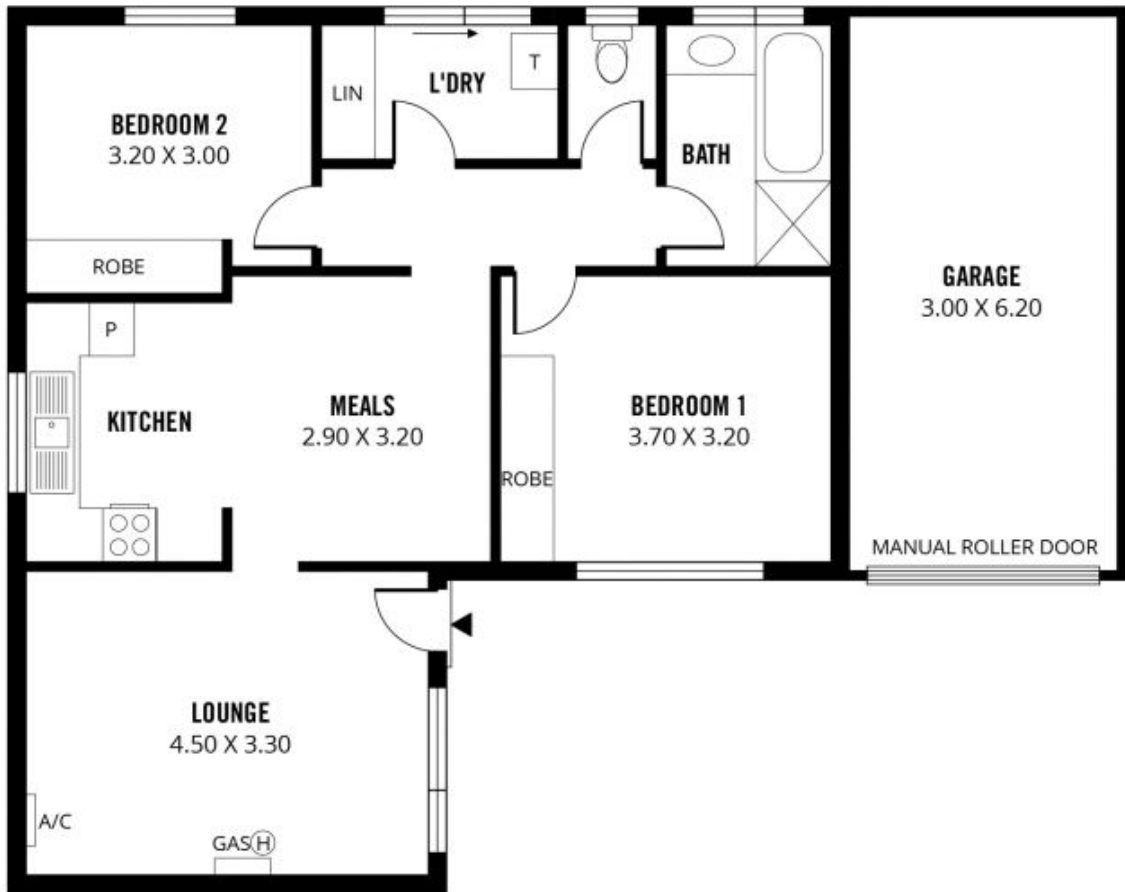 BEDROOM 2
3.20 X 3.00
ROBE
LIN
L'DRY
T
BATH
GARAGE
3.00 X 6.20
MANUAL ROLLER DOOR
P
KITCHEN
MEALS
2.90 X 3.20
BEDROOM 1
3.70 X 3.20
ROBE
LOUNGE
4.50 X 3.30
A/C
GAS H